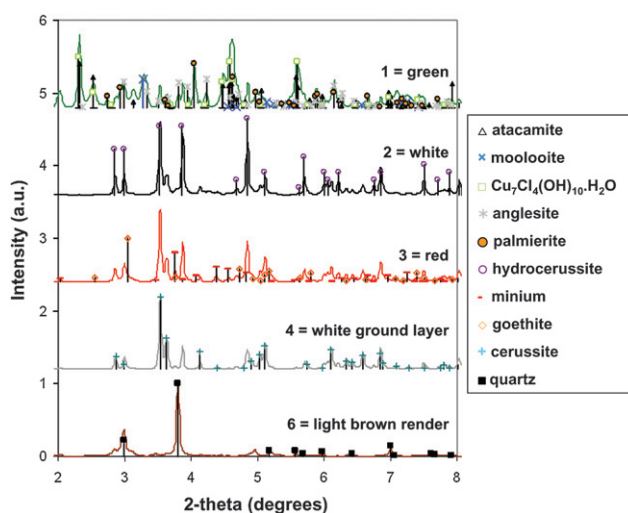 6
1 = green
5
2 = white
4
3
3 = red
2
4 = white ground layer
1
6 = light brown render
0
2 3 4 5 6 7 8
2-theta (degrees)
Intensity (a.u.)
atacamite
moolooite
Cu₇Cl₄(OH)₁₀.H₂O
anglesite
palmierite
hydrocerussite
minium
goethite
cerussite
quartz